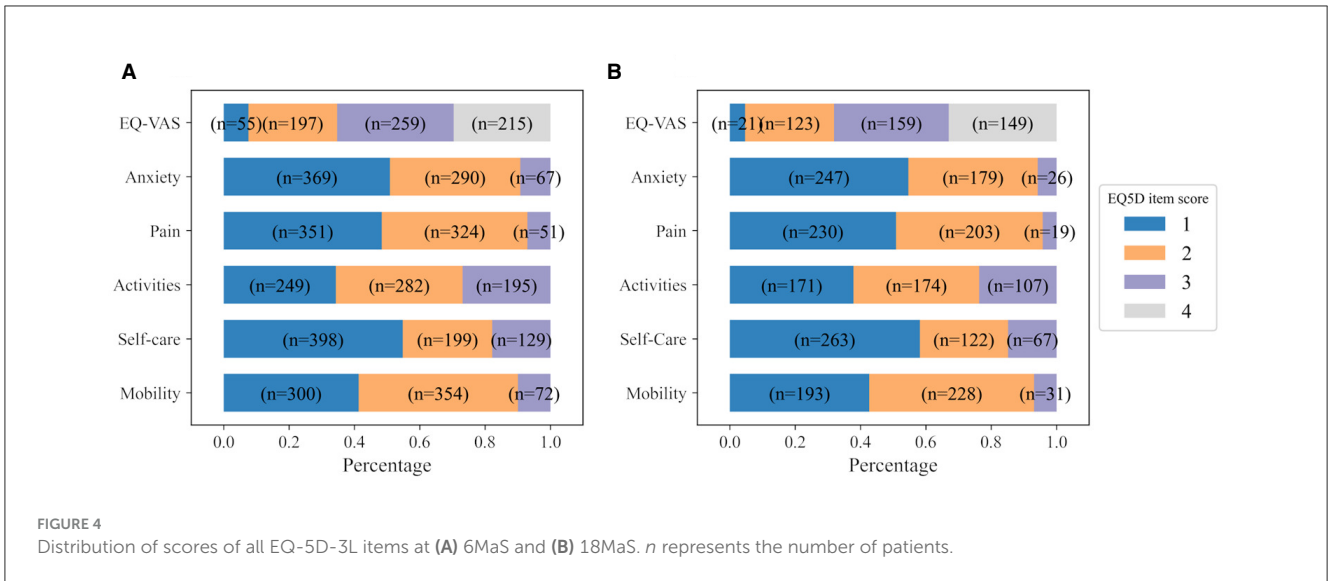 A
EQ-VAS (n=55) (n=197) (n=259) (n=215)
Anxiety (n=369) (n=290) (n=67)
Pain (n=351) (n=324) (n=51)
Activities (n=249) (n=282) (n=195)
Self-care (n=398) (n=199) (n=129)
Mobility (n=300) (n=354) (n=72)
0.0 0.2 0.4 0.6 0.8 1.0
Percentage
B
EQ-VAS (n=21) (n=123) (n=159) (n=149)
Anxiety (n=247) (n=179) (n=26)
Pain (n=230) (n=203) (n=19)
Activities (n=171) (n=174) (n=107)
Self-Care (n=263) (n=122) (n=67)
Mobility (n=193) (n=228) (n=31)
0.0 0.2 0.4 0.6 0.8 1.0
Percentage
EQ5D item score
1
2
3
4
FIGURE 4
Distribution of scores of all EQ-5D-3L items at (A) 6MaS and (B) 18MaS. n represents the number of patients.